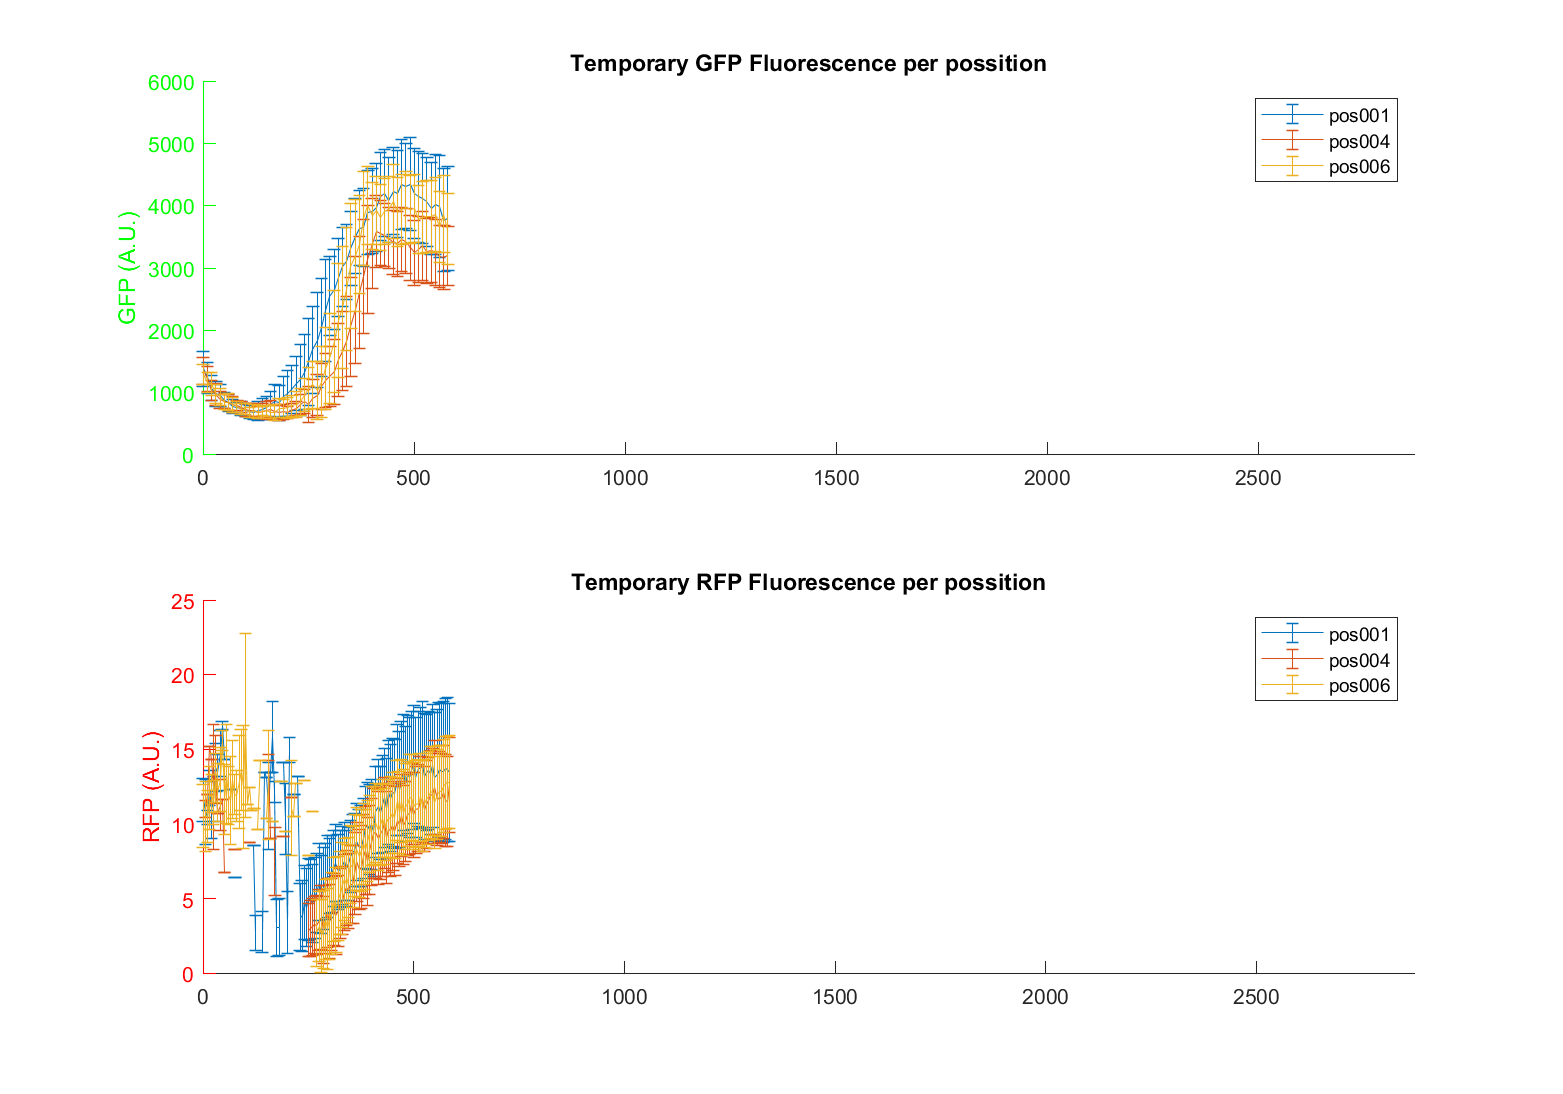 Temporary GFP Fluorescence per possition
GFP (A.U.)
6000
5000
4000
3000
2000
1000
0
0 500 1000 1500 2000 2500
pos001
pos004
pos006
Temporary RFP Fluorescence per possition
RFP (A.U.)
25
20
15
10
5
0
0 500 1000 1500 2000 2500
pos001
pos004
pos006